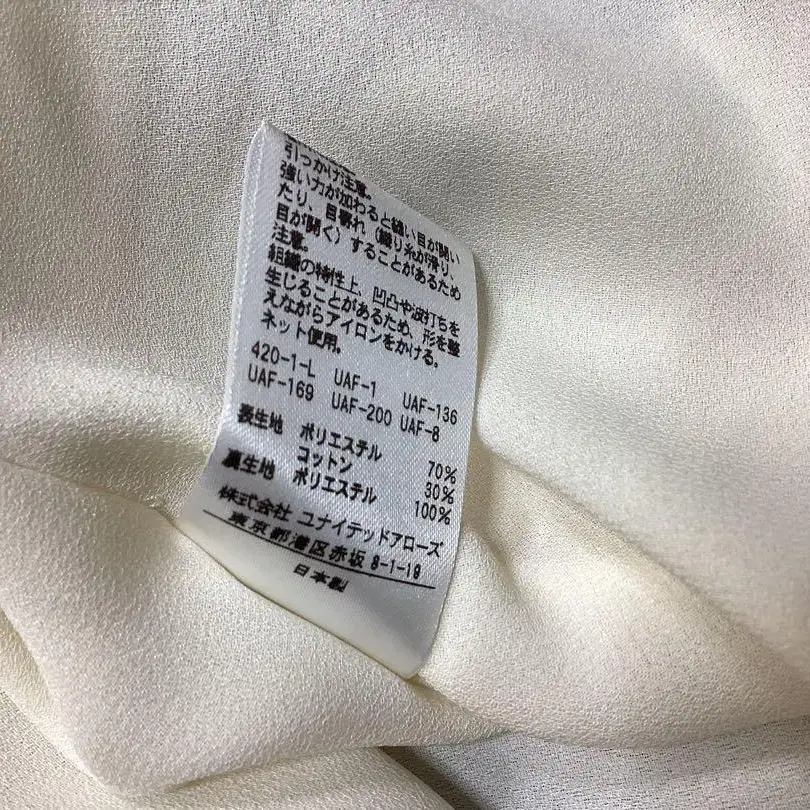 引っかけ注意。
強い力が加わると縫い目が開い
たり、目寄れ（織り糸が滑り、
目が開く）することがあるため
注意。
組織の特性上、凹凸や波打ちを
生じることがあるため、形を整
えながらアイロンをかける。
ネット使用。
420-1-L UAF-1 UAF-136
UAF-169 UAF-200 UAF-8
表生地 ポリエステル 70%
コットン 30%
裏生地 ポリエステル 100%
株式会社 ユナイテッドアローズ
東京都港区赤坂 8-1-19
日本製